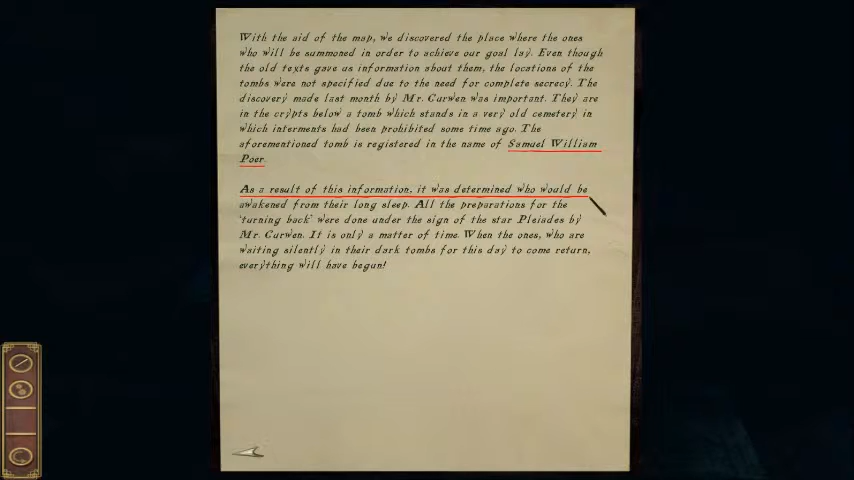 With the aid of the map, we discovered the place where the ones
who will be summoned in order to achieve our goal lay. Even though
the old texts gave us information about them, the locations of the
tombs were not specified due to the need for complete secrecy. The
discovery made last month by Mr. Curwen was important. They are
in the crypts below a tomb which stands in a very old cemetery in
which interments had been prohibited some time ago. The
aforementioned tomb is registered in the name of Samuel William
Poer.
As a result of this information, it was determined who would be
awakened from their long sleep. All the preparations for the
'turning back' were done under the sign of the star Pleiades by
Mr. Curwen. It is only a matter of time. When the ones, who are
waiting silently in their dark tombs for this day to come return,
everything will have begun!